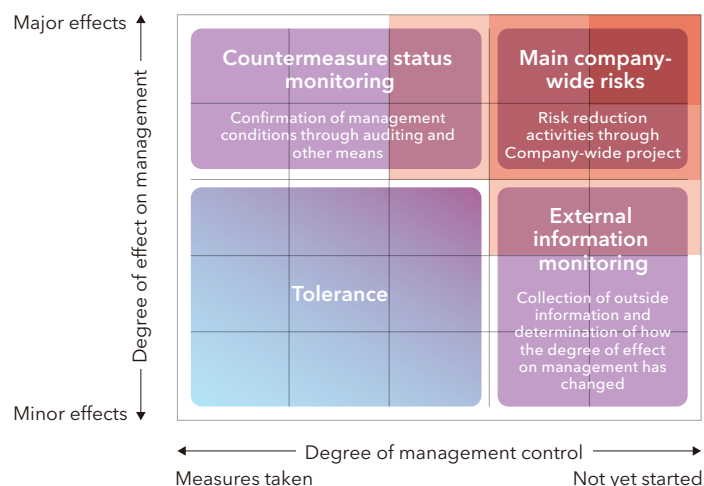 Major effects
Degree of effect on management
Minor effects
Countermeasure status
monitoring
Confirmation of management
conditions through auditing and
other means
Main company-
wide risks
Risk reduction
activities through
Company-wide project
Tolerance
External
information
monitoring
Collection of outside
information and
determination of how
the degree of effect
on management has
changed
Degree of management control
Measures taken
Not yet started